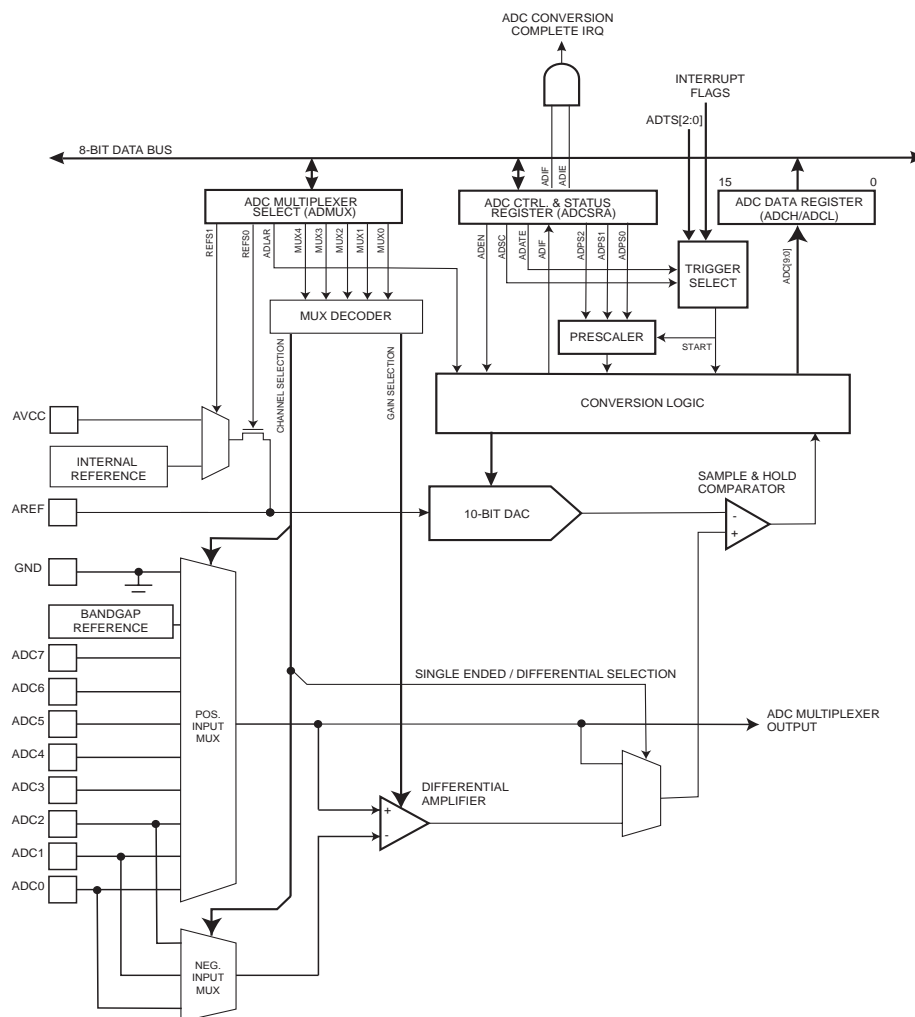 ADC CONVERSION
COMPLETE IRQ
INTERRUPT
FLAGS
ADTS[2:0]
8-BIT DATA BUS
ADIF
ADIE
15
0
ADC MULTIPLEXER
SELECT (ADMUX)
ADC CTRL. & STATUS
REGISTER (ADCSRA)
ADC DATA REGISTER
(ADCH/ADCL)
REFS1
REFS0
ADLAR
MUX4
MUX3
MUX2
MUX1
MUX0
ADEN
ADSC
ADATE
ADIF
ADPS2
ADPS1
ADPS0
ADC[9:0]
TRIGGER
SELECT
MUX DECODER
PRESCALER
START
CHANNEL SELECTION
GAIN SELECTION
CONVERSION LOGIC
AVCC
INTERNAL
REFERENCE
SAMPLE & HOLD
COMPARATOR
AREF
10-BIT DAC
-
+
GND
BANDGAP
REFERENCE
ADC7
SINGLE ENDED / DIFFERENTIAL SELECTION
ADC6
ADC5
POS.
INPUT
MUX
ADC MULTIPLEXER
OUTPUT
ADC4
ADC3
DIFFERENTIAL
AMPLIFIER
+
-
ADC2
ADC1
ADC0
NEG.
INPUT
MUX